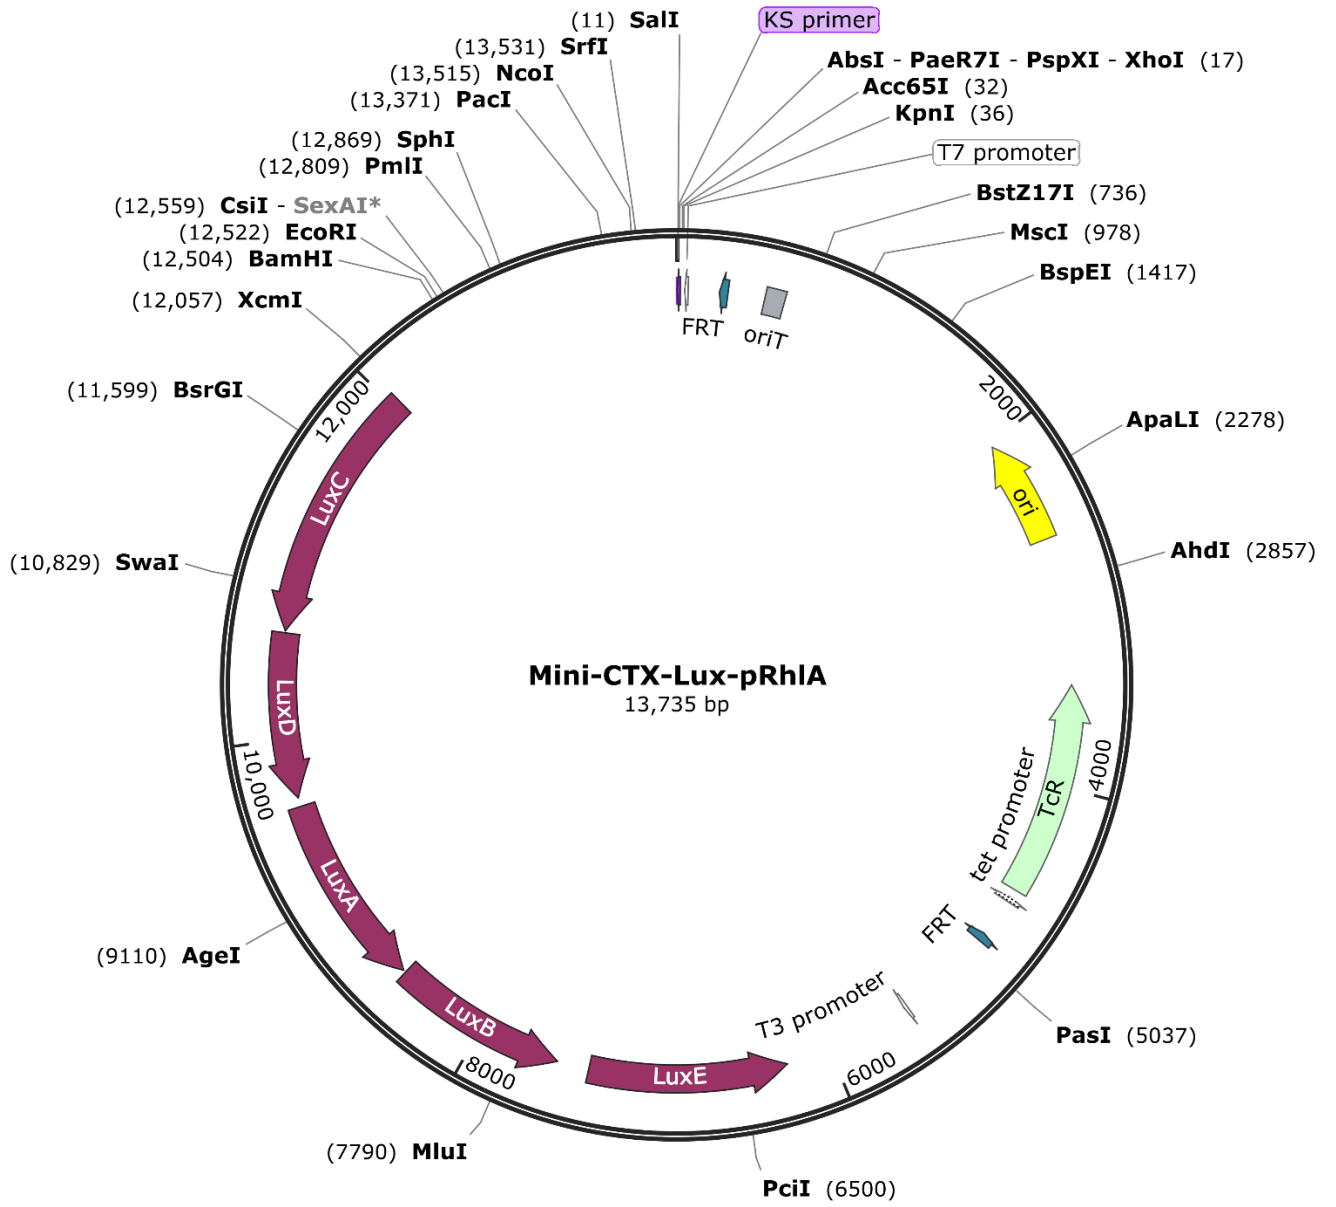 (11) SalI
KS primer
(13,531) SrfI
(13,515) NcoI
(13,371) PacI
(12,869) SphI
(12,809) PmlI
(12,559) CsiI - SexAI*
(12,522) EcoRI
(12,504) BamHI
(12,057) XcmI
(11,599) BsrGI
(10,829) SwaI
(9110) AgeI
(7790) MluI
AbsI - PaeR7I - PspXI - XhoI (17)
Acc65I (32)
KpnI (36)
T7 promoter
BstZ17I (736)
MscI (978)
BspEI (1417)
ApaLI (2278)
AhdI (2857)
PasI (5037)
PciI (6500)
FRT
oriT
2000
ori
4000
TcR
tet promoter
FRT
T3 promoter
6000
LuxE
8000
LuxB
LuxA
10,000
LuxD
LuxC
12,000
Mini-CTX-Lux-pRhlA
13,735 bp